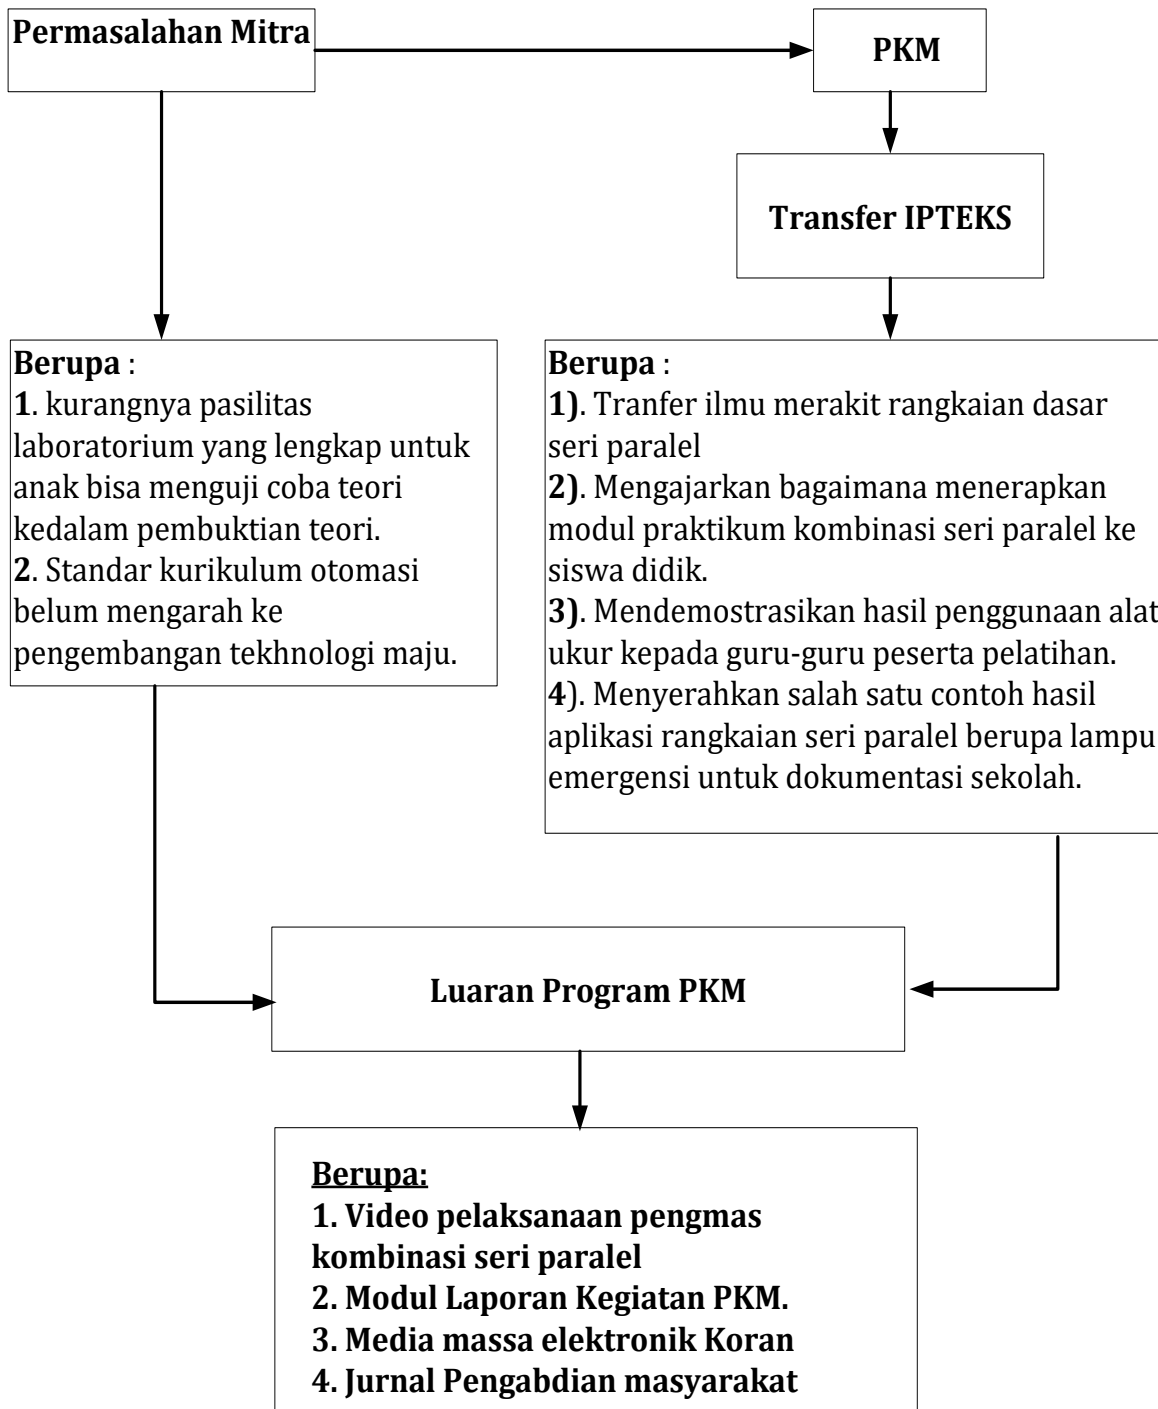 Permasalahan Mitra
PKM
Transfer IPTEKS
Berupa :
1. kurangnya pasilitas
laboratorium yang lengkap untuk
anak bisa menguji coba teori
kedalam pembuktian teori.
2. Standar kurikulum otomasi
belum mengarah ke
pengembangan tekhnologi maju.
Berupa :
1). Tranfer ilmu merakit rangkaian dasar
seri paralel
2). Mengajarkan bagaimana menerapkan
modul praktikum kombinasi seri paralel ke
siswa didik.
3). Mendemostrasikan hasil penggunaan alat
ukur kepada guru-guru peserta pelatihan.
4). Menyerahkan salah satu contoh hasil
aplikasi rangkaian seri paralel berupa lampu
emergensi untuk dokumentasi sekolah.
Luaran Program PKM
Berupa:
1. Video pelaksanaan pengmas
kombinasi seri paralel
2. Modul Laporan Kegiatan PKM.
3. Media massa elektronik Koran
4. Jurnal Pengabdian masyarakat